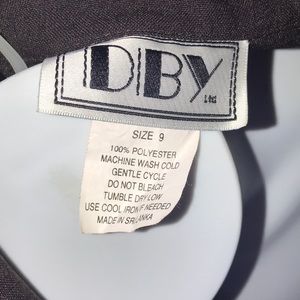 DBY LTD
SIZE 9
100% POLYESTER
MACHINE WASH COLD
GENTLE CYCLE
DO NOT BLEACH
TUMBLE DRY LOW
USE COOL IRON IF NEEDED
MADE IN SRI LANKA